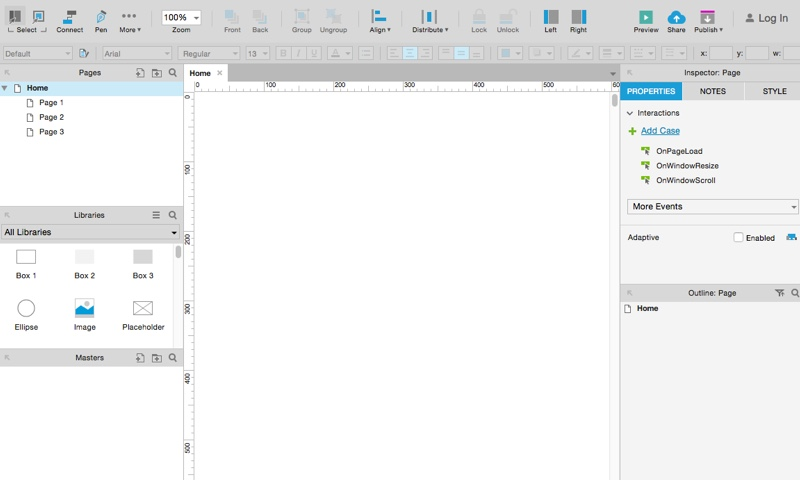 Select Connect Pen More 100% Zoom Front Back Group Ungroup Align Distribute Lock Unlock Left Right Preview Share Publish Log In
Default Arial Regular 13 B I U A x: y: w:
Pages
Home
Page 1
Page 2
Page 3
Libraries
All Libraries
Box 1 Box 2 Box 3
Ellipse Image Placeholder
Masters
Home
0 100 200 300 400 500 60
0
100
200
300
400
500
Inspector: Page
PROPERTIES NOTES STYLE
Interactions
Add Case
OnPageLoad
OnWindowResize
OnWindowScroll
More Events
Adaptive Enabled
Outline: Page
Home